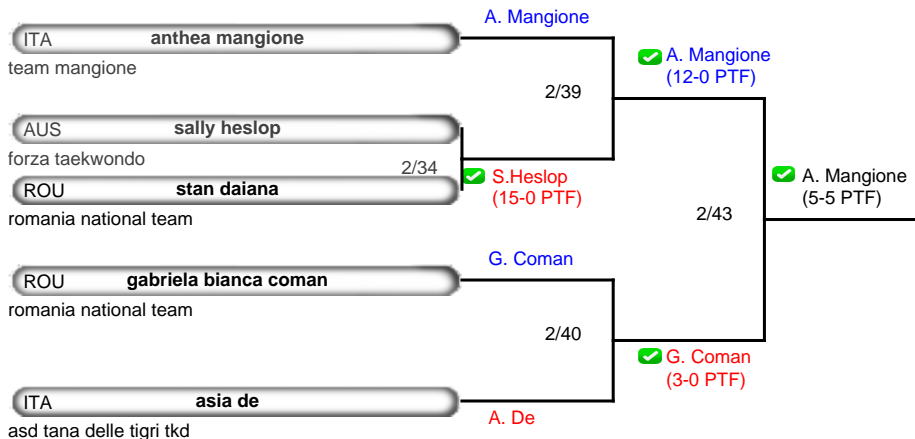 A. Mangione
ITA anthea mangione
team mangione
A. Mangione
(12-0 PTF)
2/39
AUS sally heslop
forza taekwondo
2/34
S.Heslop
(15-0 PTF)
ROU stan daiana
romania national team
A. Mangione
(5-5 PTF)
2/43
G. Coman
ROU gabriela bianca coman
romania national team
2/40
G. Coman
(3-0 PTF)
ITA asia de
A. De
asd tana delle tigri tkd